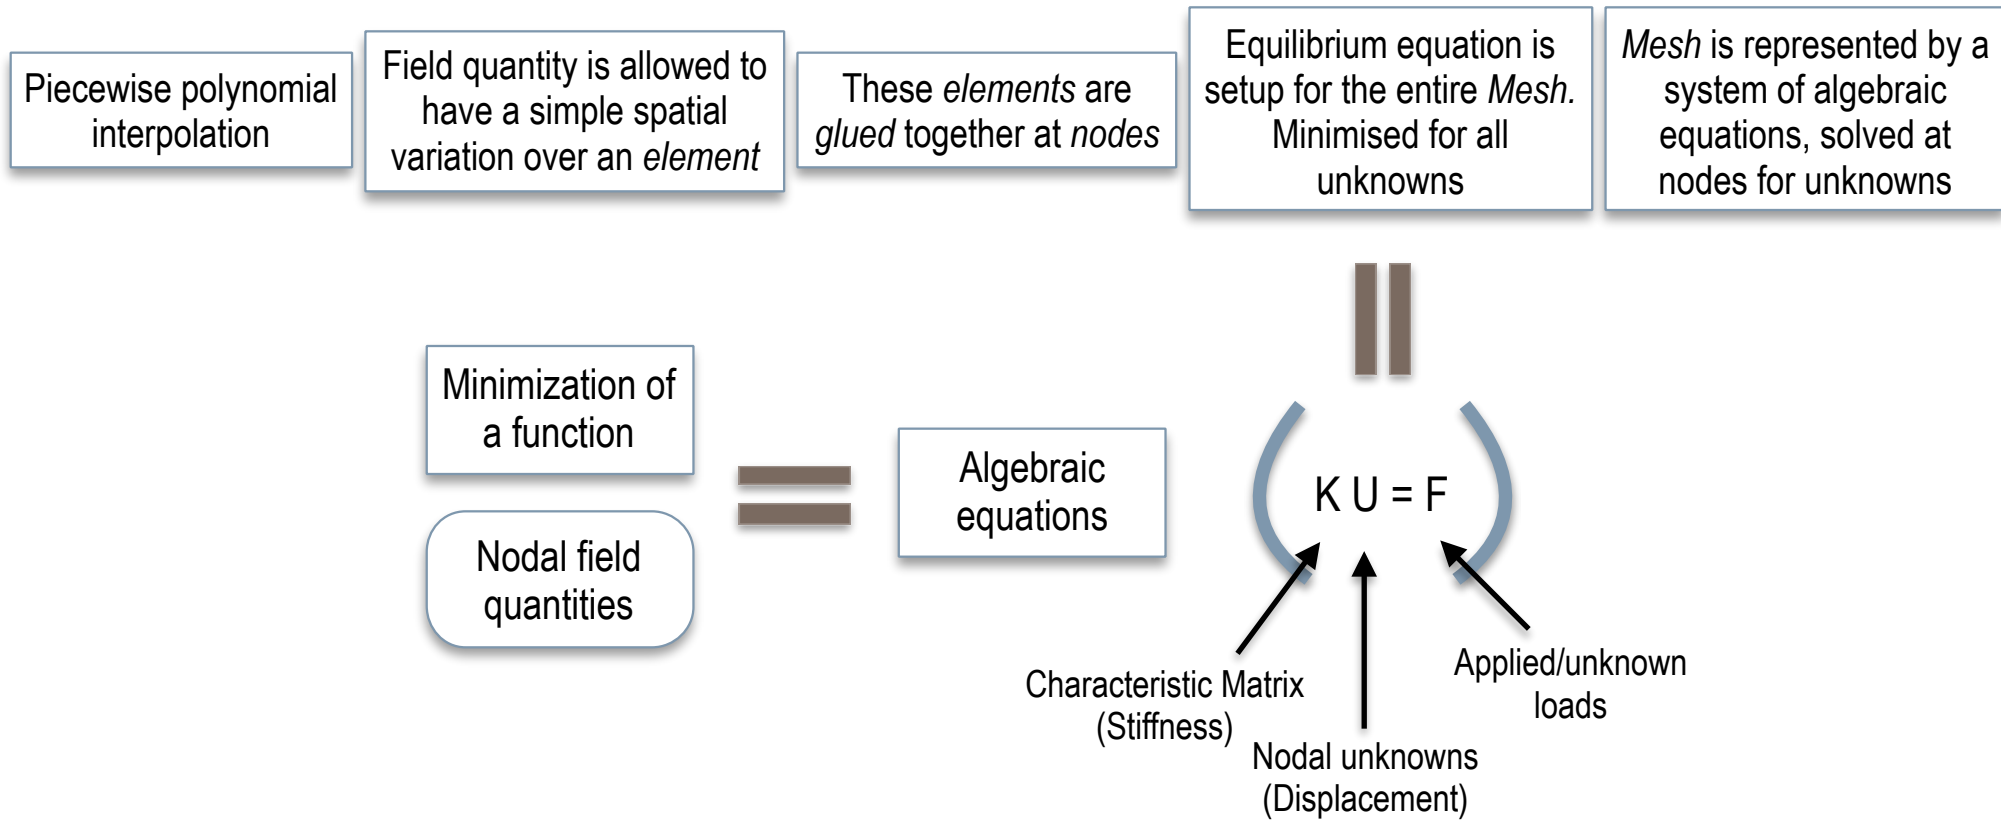 Piecewise polynomial
interpolation
Field quantity is allowed to
have a simple spatial
variation over an element
These elements are
glued together at nodes
Equilibrium equation is
setup for the entire Mesh.
Minimised for all
unknowns
Mesh is represented by a
system of algebraic
equations, solved at
nodes for unknowns
Minimization of
a function
Nodal field
quantities
Algebraic
equations
K U = F
Characteristic Matrix
(Stiffness)
Nodal unknowns
(Displacement)
Applied/unknown
loads